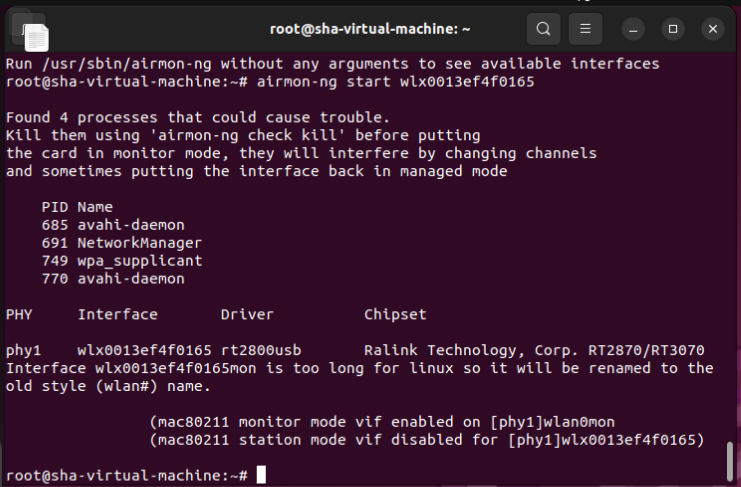 root@sha-virtual-machine: ~
Run /usr/sbin/airmon-ng without any arguments to see available interfaces
root@sha-virtual-machine:~# airmon-ng start wlx0013ef4f0165
Found 4 processes that could cause trouble.
Kill them using 'airmon-ng check kill' before putting
the card in monitor mode, they will interfere by changing channels
and sometimes putting the interface back in managed mode
PID Name
685 avahi-daemon
691 NetworkManager
749 wpa_supplicant
770 avahi-daemon
PHY Interface Driver Chipset
phy1 wlx0013ef4f0165 rt2800usb Ralink Technology, Corp. RT2870/RT3070
Interface wlx0013ef4f0165mon is too long for linux so it will be renamed to the
old style (wlan#) name.
(mac80211 monitor mode vif enabled on [phy1]wlan0mon
(mac80211 station mode vif disabled for [phy1]wlx0013ef4f0165)
root@sha-virtual-machine:~#